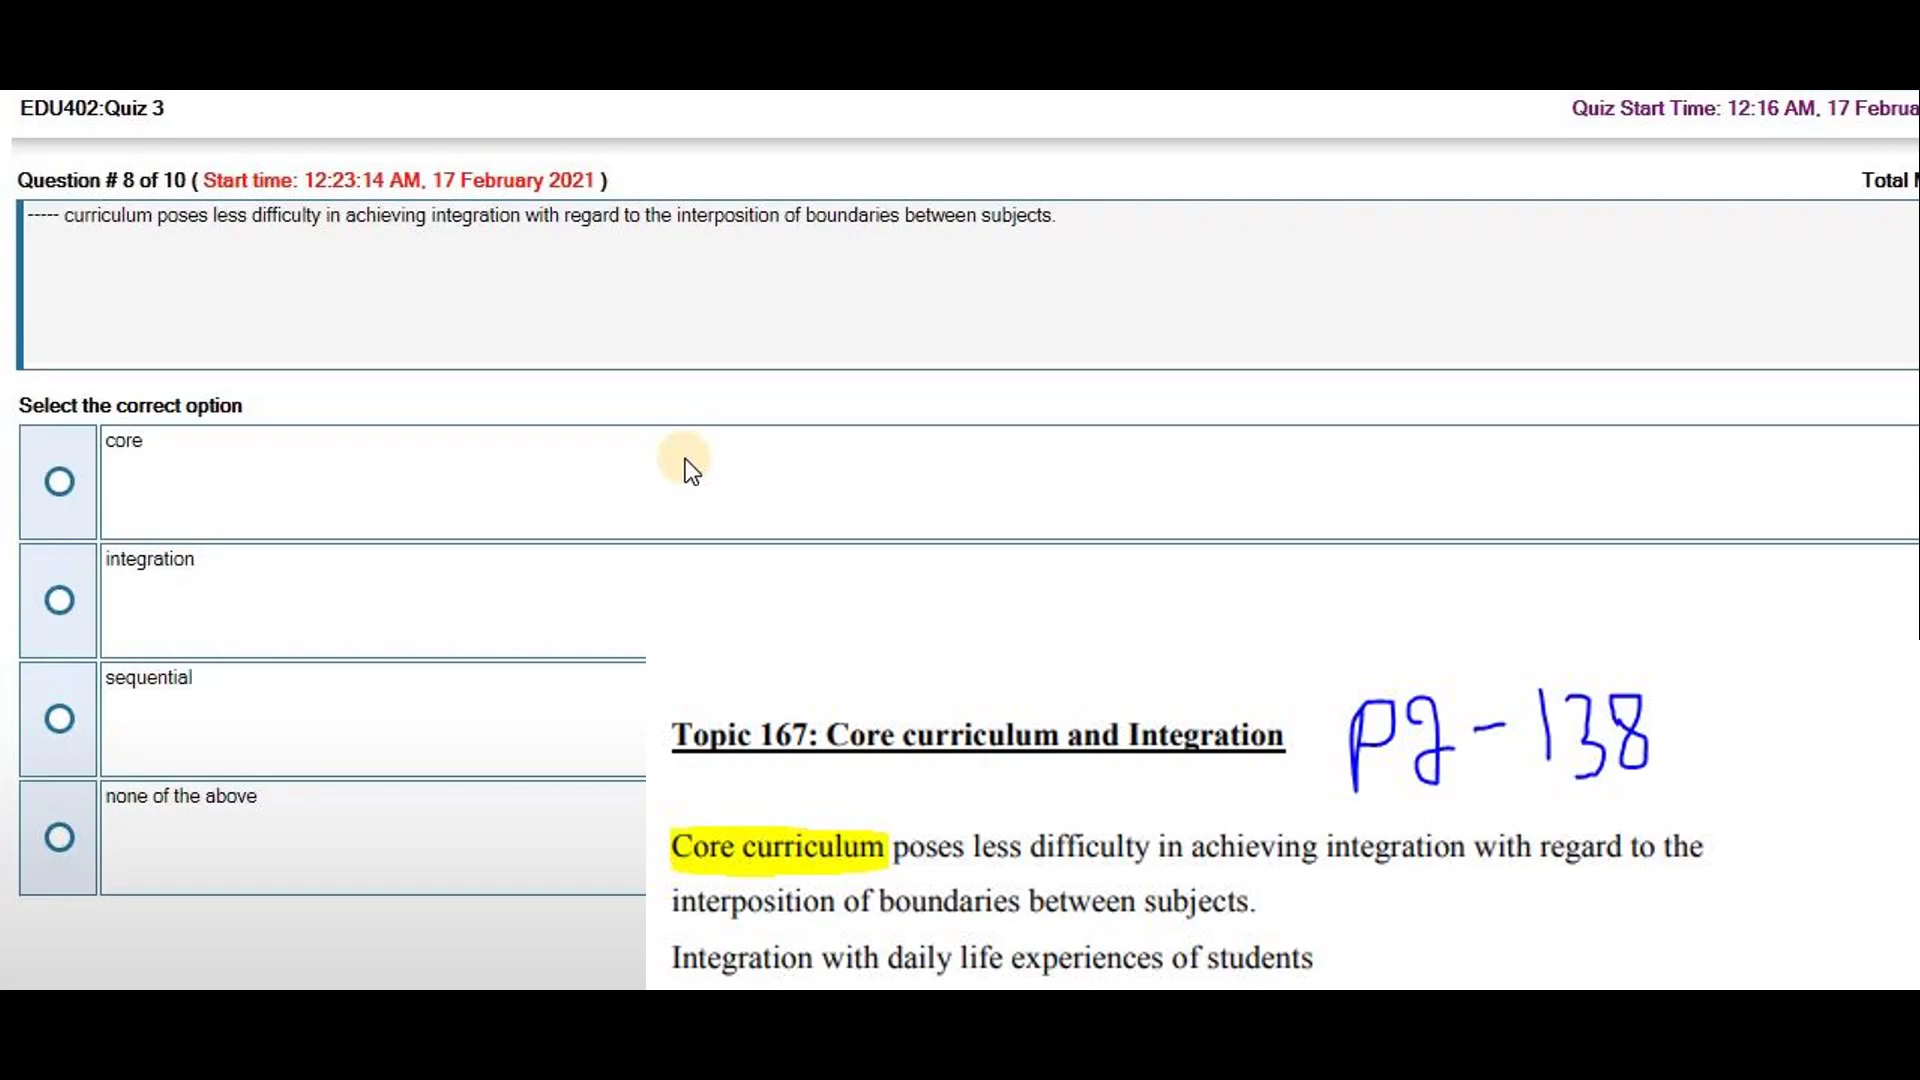 EDU402:Quiz 3
Quiz Start Time: 12:16 AM, 17 Februa
Question # 8 of 10 ( Start time: 12:23:14 AM, 17 February 2021 )
Total
----- curriculum poses less difficulty in achieving integration with regard to the interposition of boundaries between subjects.
Select the correct option
core
integration
sequential
none of the above
Topic 167: Core curriculum and Integration
pg - 138
Core curriculum poses less difficulty in achieving integration with regard to the
interposition of boundaries between subjects.
Integration with daily life experiences of students